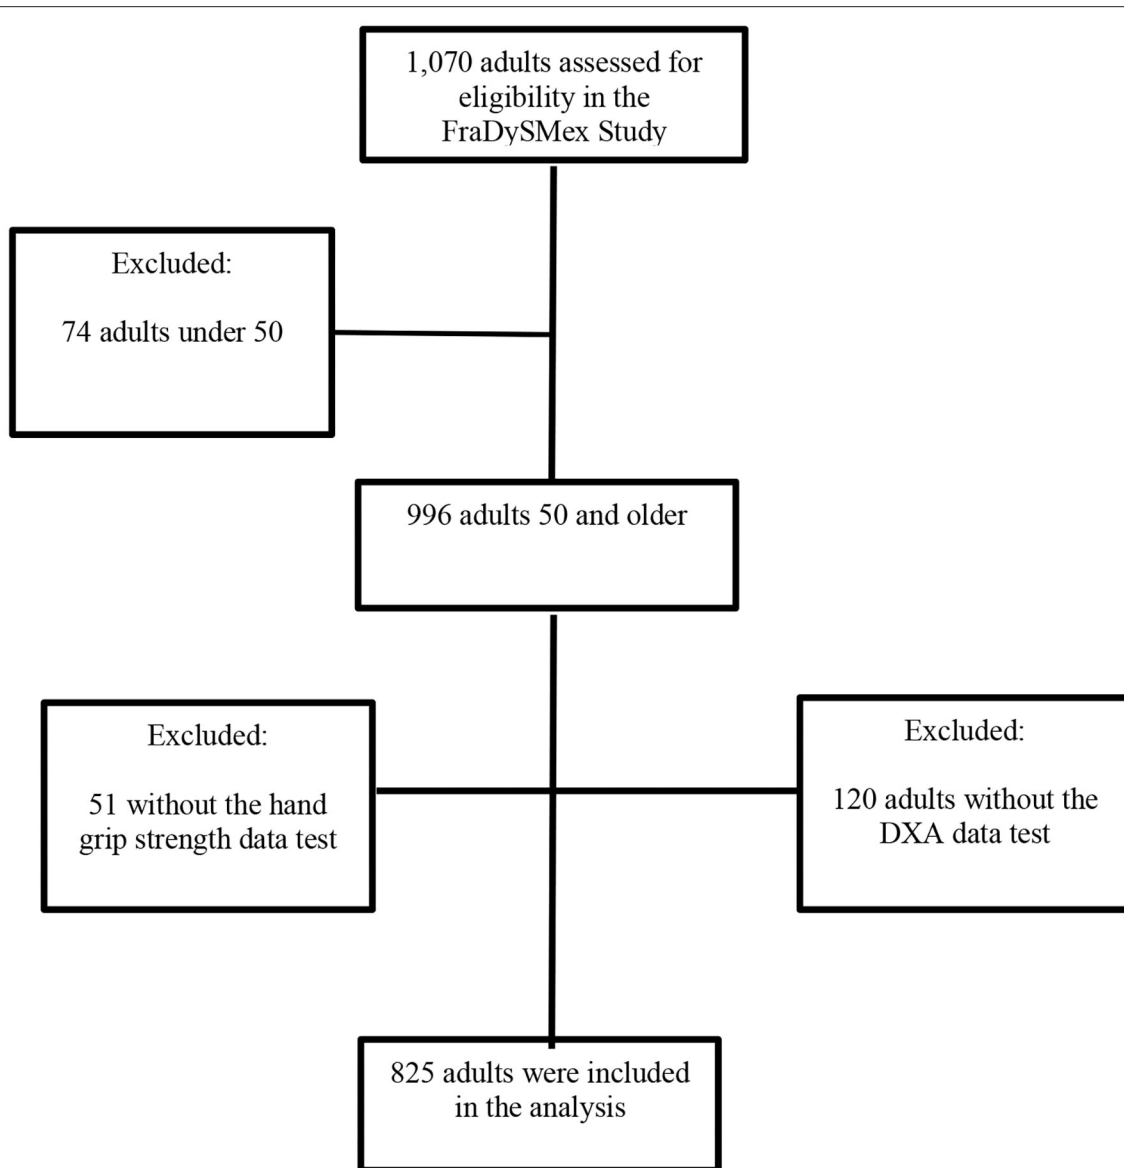 1,070 adults assessed for
eligibility in the
FraDySMex Study
Excluded:
74 adults under 50
996 adults 50 and older
Excluded:
51 without the hand
grip strength data test
Excluded:
120 adults without the
DXA data test
825 adults were included
in the analysis